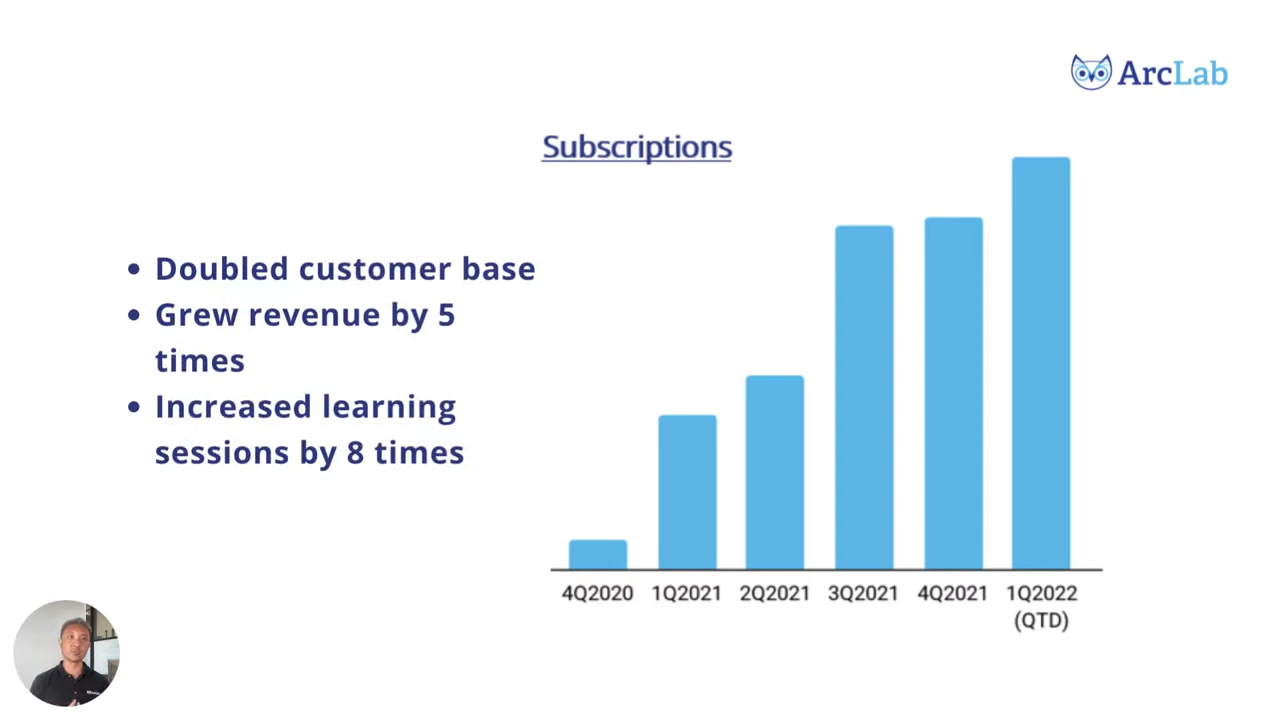 ArcLab
Subscriptions
• Doubled customer base
• Grew revenue by 5
times
• Increased learning
sessions by 8 times
4Q2020 1Q2021 2Q2021 3Q2021 4Q2021 1Q2022
(QTD)